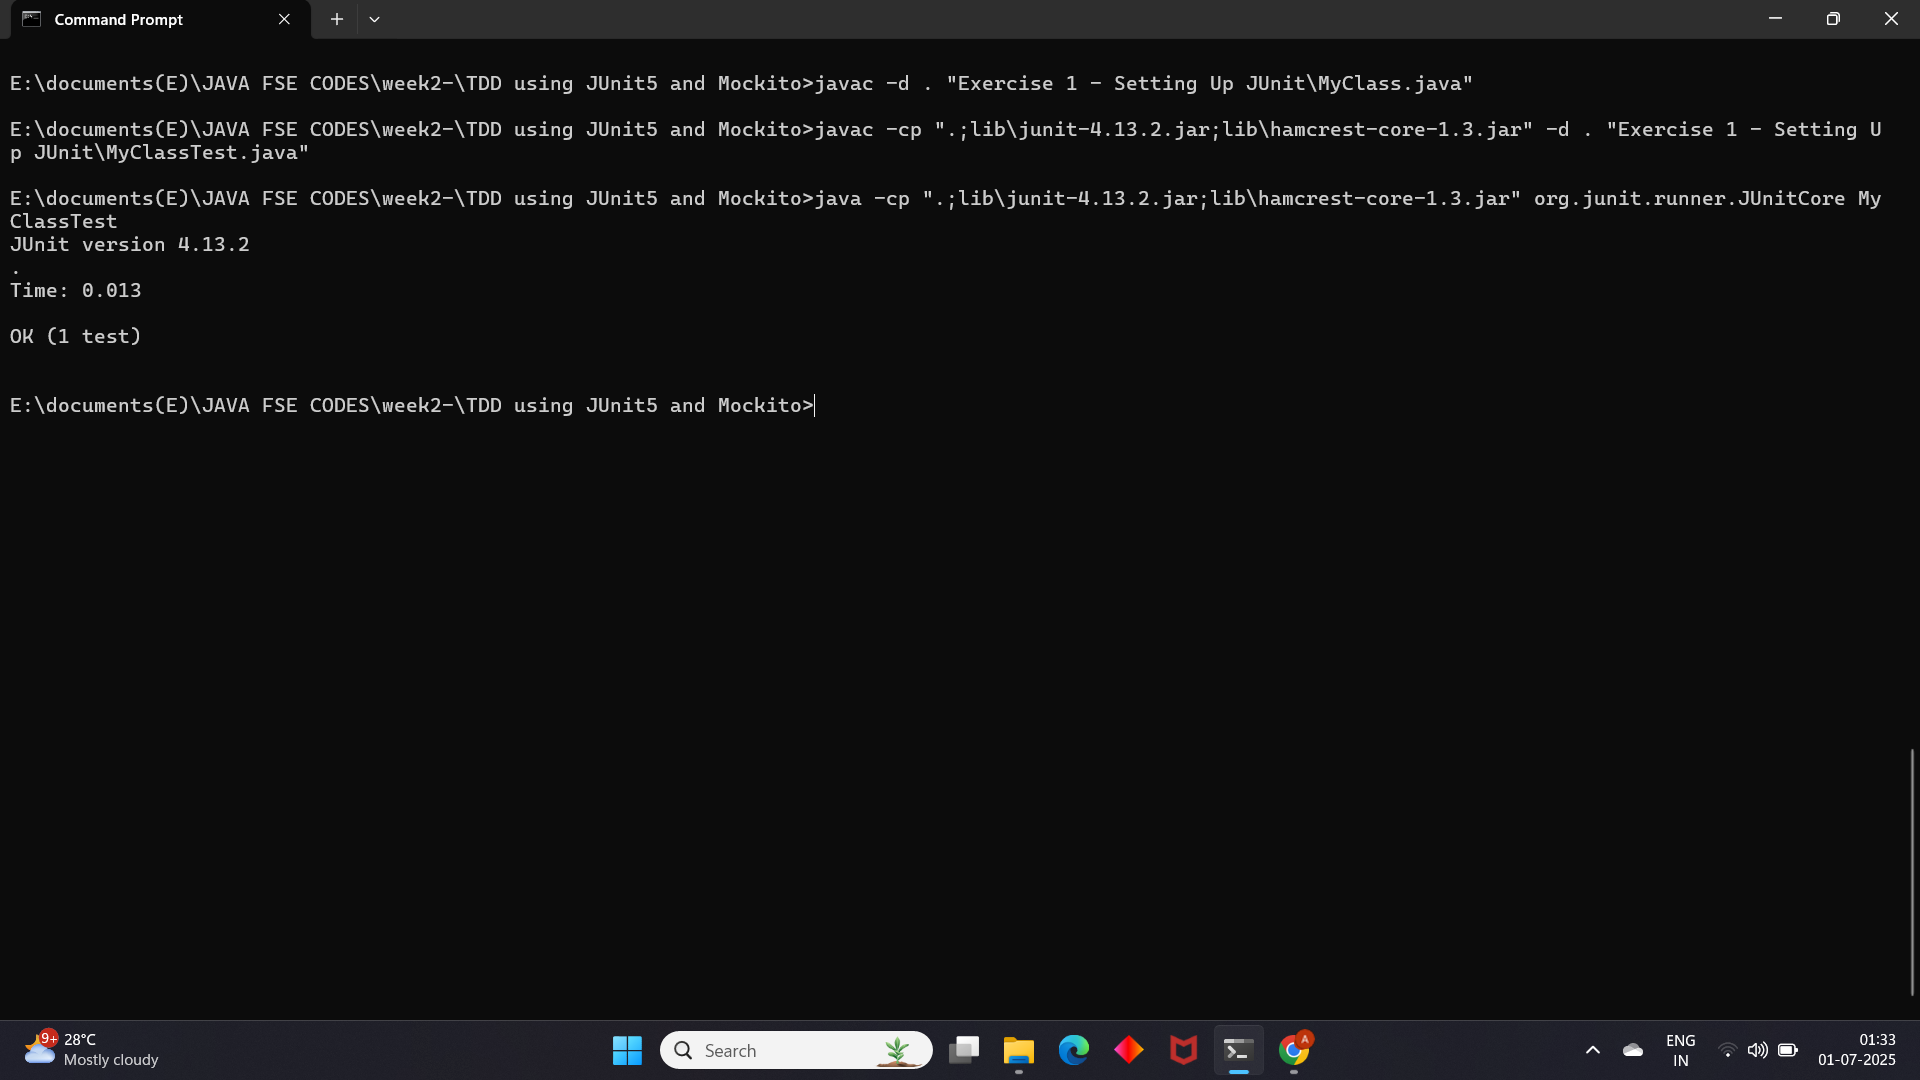 Command Prompt
E:\documents(E)\JAVA FSE CODES\week2-\TDD using JUnit5 and Mockito>javac -d . "Exercise 1 - Setting Up JUnit\MyClass.java"
E:\documents(E)\JAVA FSE CODES\week2-\TDD using JUnit5 and Mockito>javac -cp ".;lib\junit-4.13.2.jar;lib\hamcrest-core-1.3.jar" -d . "Exercise 1 - Setting U
p JUnit\MyClassTest.java"
E:\documents(E)\JAVA FSE CODES\week2-\TDD using JUnit5 and Mockito>java -cp ".;lib\junit-4.13.2.jar;lib\hamcrest-core-1.3.jar" org.junit.runner.JUnitCore My
ClassTest
JUnit version 4.13.2
.
Time: 0.013
OK (1 test)
E:\documents(E)\JAVA FSE CODES\week2-\TDD using JUnit5 and Mockito>
9+
28°C
Mostly cloudy
Search
A
ENG
IN
01:33
01-07-2025